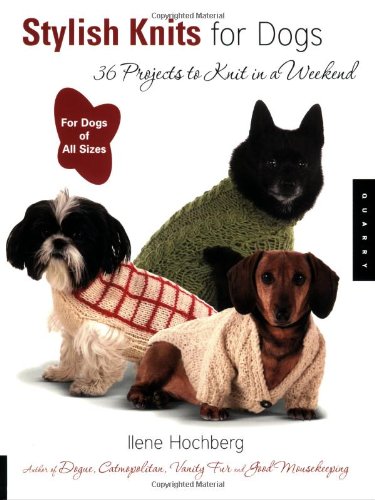 Stylish Knits for Dogs
36 Projects to Knit in a Weekend
For Dogs
of
All Sizes
QUARRY
Ilene Hochberg
Author of Dogue, Catmopolitan, Vanity Fur and Good Mousekeeping